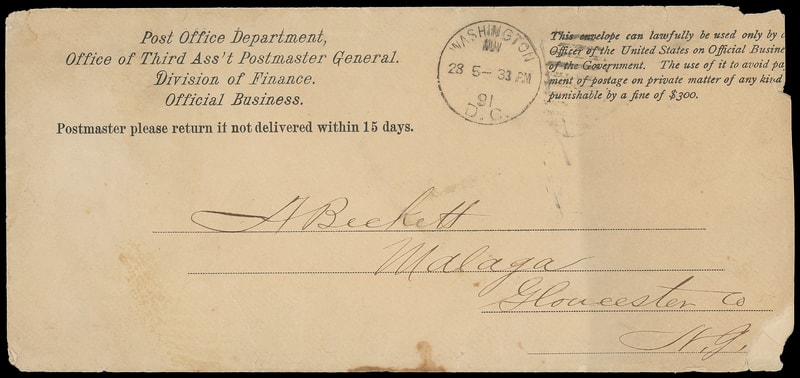 Post Office Department,
Office of Third Ass't Postmaster General.
Division of Finance.
Official Business.
Postmaster please return if not delivered within 15 days.
WASHINGTON
28 5-33 PM
91
D.C.
This envelope can lawfully be used only by
Officer of the United States on Official Busine
of the Government. The use of it to avoid pa
ment of postage on private matter of any kind
punishable by a fine of $300.
A Beckett
Malaga
Gloucester Co
N.J.